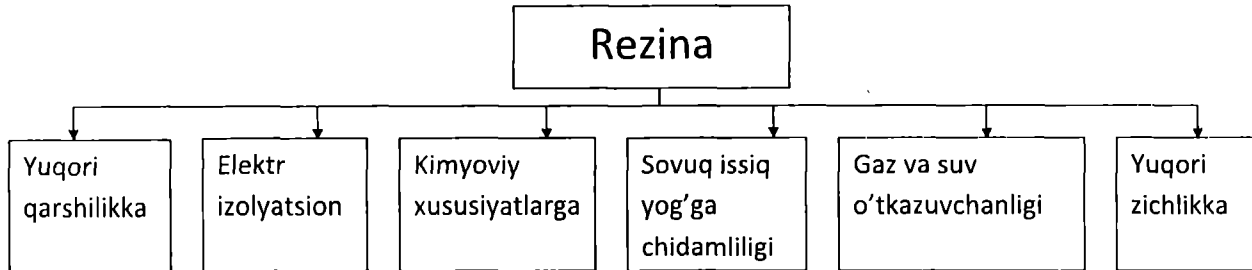 Rezina
Yuqori
qarshilikka
Elektr
izolyatsion
Kimyoviy
xususiyatlarga
Sovuq issiq
yog'ga
chidamliligi
Gaz va suv
o'tkazuvchanligi
Yuqori
zichlikka